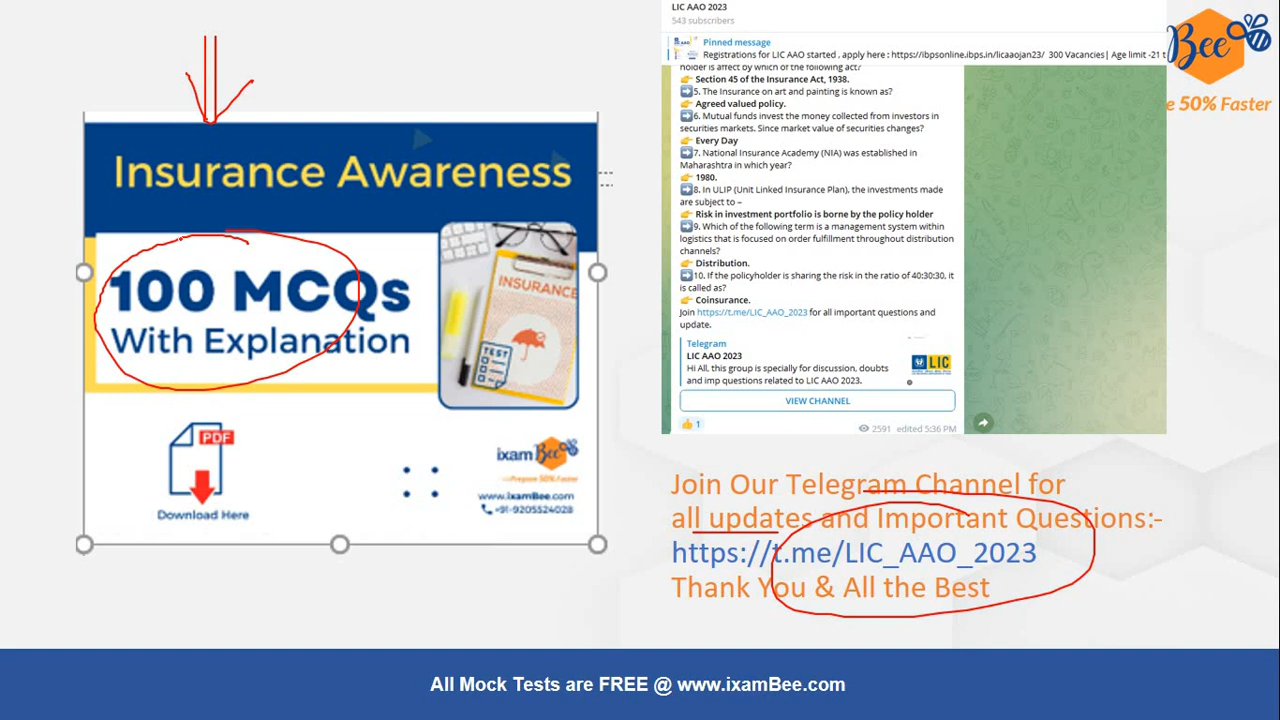 Insurance Awareness
100 MCQs
With Explanation
INSURANCE
TEST
PDF
Download Here
ixamBee
Prepare 50% Faster
www.ixamBee.com
+91-9205524028
LIC AAO 2023
543 subscribers
Pinned message
Registrations for LIC AAO started , apply here : https://ibpsonline.ibps.in/licaaojan23/ 300 Vacancies| Age limit -21 t
holder is affect by which of the following act?
👉 Section 45 of the Insurance Act, 1938.
➡️5. The Insurance on art and painting is known as?
👉 Agreed valued policy.
➡️6. Mutual funds invest the money collected from investors in
securities markets. Since market value of securities changes?
👉 Every Day
➡️7. National Insurance Academy (NIA) was established in
Maharashtra in which year?
👉 1980.
➡️8. In ULIP (Unit Linked Insurance Plan), the investments made
are subject to –
👉 Risk in investment portfolio is borne by the policy holder
➡️9. Which of the following term is a management system within
logistics that is focused on order fulfillment throughout distribution
channels?
👉 Distribution.
➡️10. If the policyholder is sharing the risk in the ratio of 40:30:30, it
is called as?
👉 Coinsurance.
Join https://t.me/LIC_AAO_2023 for all important questions and
update.
Telegram
LIC AAO 2023
Hi All, this group is specially for discussion, doubts
and imp questions related to LIC AAO 2023.
LIC
VIEW CHANNEL
👍 1
2591 edited 5:36 PM
Bee
e 50% Faster
Join Our Telegram Channel for
all updates and Important Questions:-
https://t.me/LIC_AAO_2023
Thank You & All the Best
All Mock Tests are FREE @ www.ixamBee.com